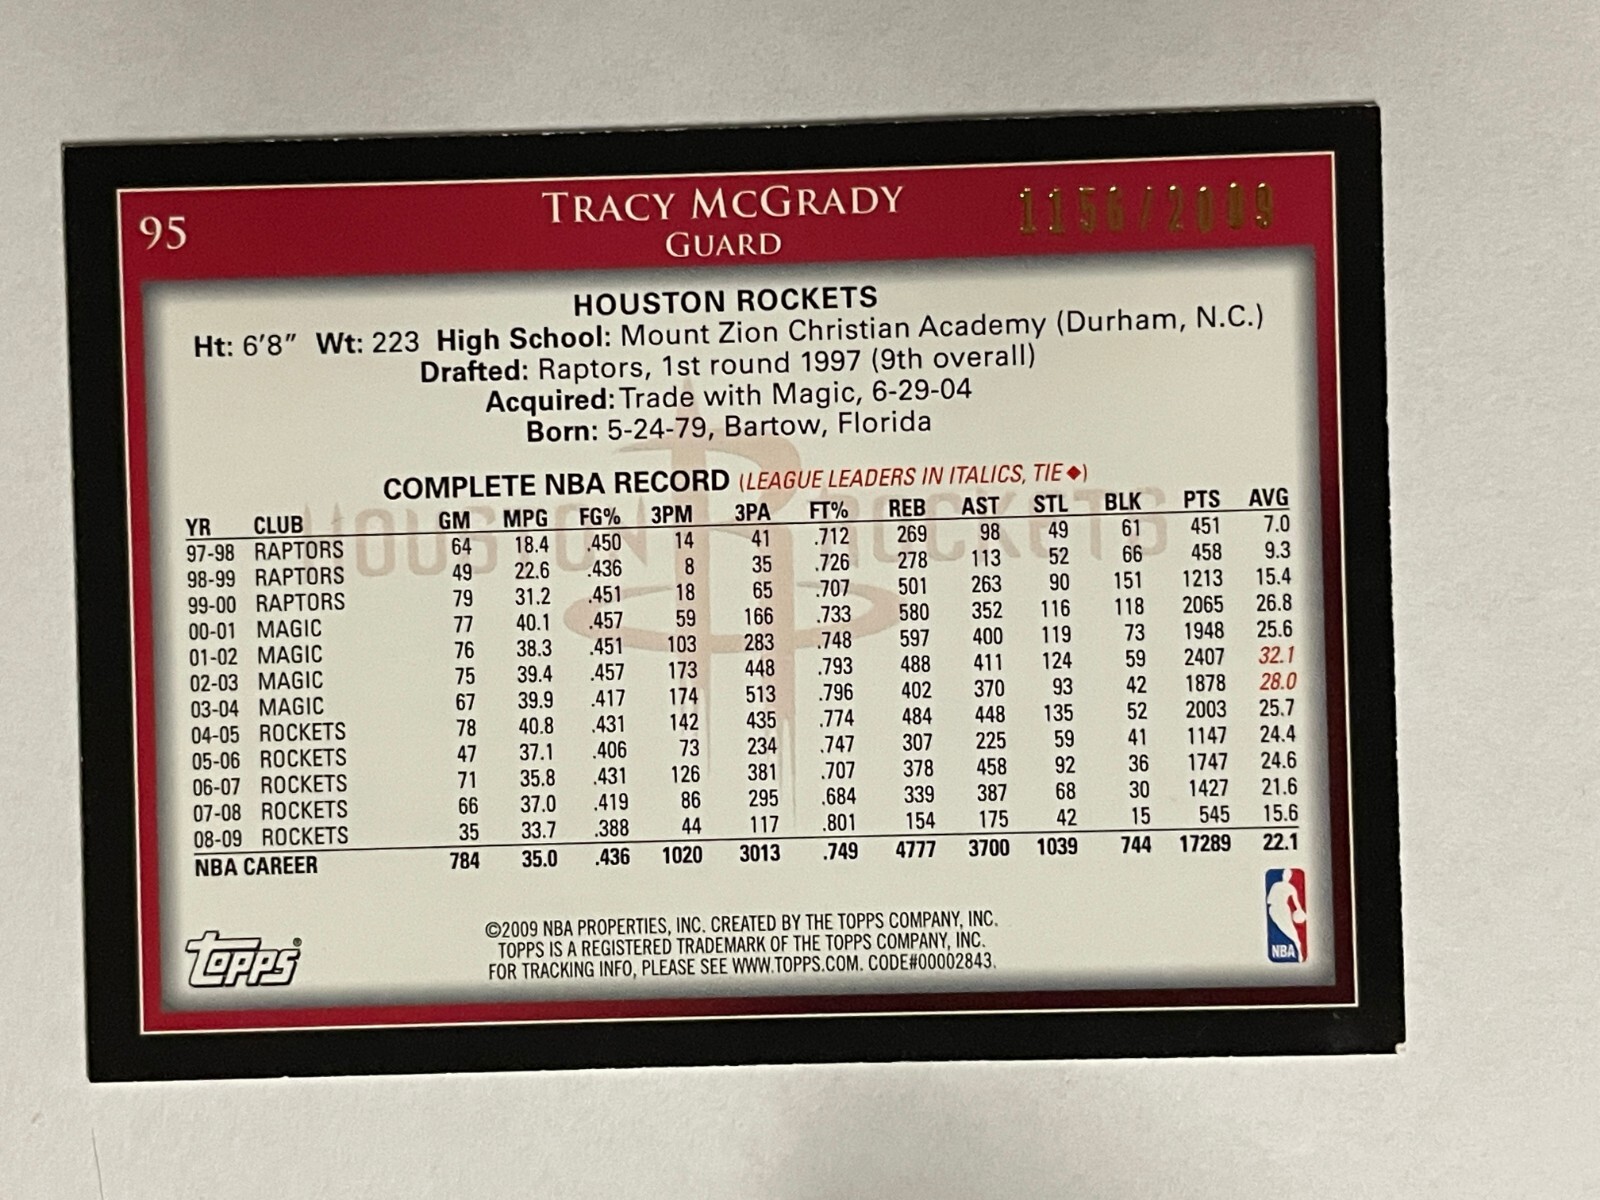 95
TRACY MCGRADY
1156/2009
GUARD
HOUSTON ROCKETS
Ht: 6'8" Wt: 223 High School: Mount Zion Christian Academy (Durham, N.C.)
Drafted: Raptors, 1st round 1997 (9th overall)
Acquired: Trade with Magic, 6-29-04
Born: 5-24-79, Bartow, Florida
HOUSTON ROCKETS
COMPLETE NBA RECORD (LEAGUE LEADERS IN ITALICS, TIE ◆)
YR CLUB GM MPG FG% 3PM 3PA FT% REB AST STL BLK PTS AVG
97-98 RAPTORS 64 18.4 .450 14 41 .712 269 98 49 61 451 7.0
98-99 RAPTORS 49 22.6 .436 8 35 .726 278 113 52 66 458 9.3
99-00 RAPTORS 79 31.2 .451 18 65 .707 501 263 90 151 1213 15.4
00-01 MAGIC 77 40.1 .457 59 166 .733 580 352 116 118 2065 26.8
01-02 MAGIC 76 38.3 .451 103 283 .748 597 400 119 73 1948 25.6
02-03 MAGIC 75 39.4 .457 173 448 .793 488 411 124 59 2407 32.1
03-04 MAGIC 67 39.9 .417 174 513 .796 402 370 93 42 1878 28.0
04-05 ROCKETS 78 40.8 .431 142 435 .774 484 448 135 52 2003 25.7
05-06 ROCKETS 47 37.1 .406 73 234 .747 307 225 59 41 1147 24.4
06-07 ROCKETS 71 35.8 .431 126 381 .707 378 458 92 36 1747 24.6
07-08 ROCKETS 66 37.0 .419 86 295 .684 339 387 68 30 1427 21.6
08-09 ROCKETS 35 33.7 .388 44 117 .801 154 175 42 15 545 15.6
NBA CAREER 784 35.0 .436 1020 3013 .749 4777 3700 1039 744 17289 22.1
©2009 NBA PROPERTIES, INC. CREATED BY THE TOPPS COMPANY, INC.
TOPPS IS A REGISTERED TRADEMARK OF THE TOPPS COMPANY, INC.
FOR TRACKING INFO, PLEASE SEE WWW.TOPPS.COM. CODE#00002843.
Topps®
NBA